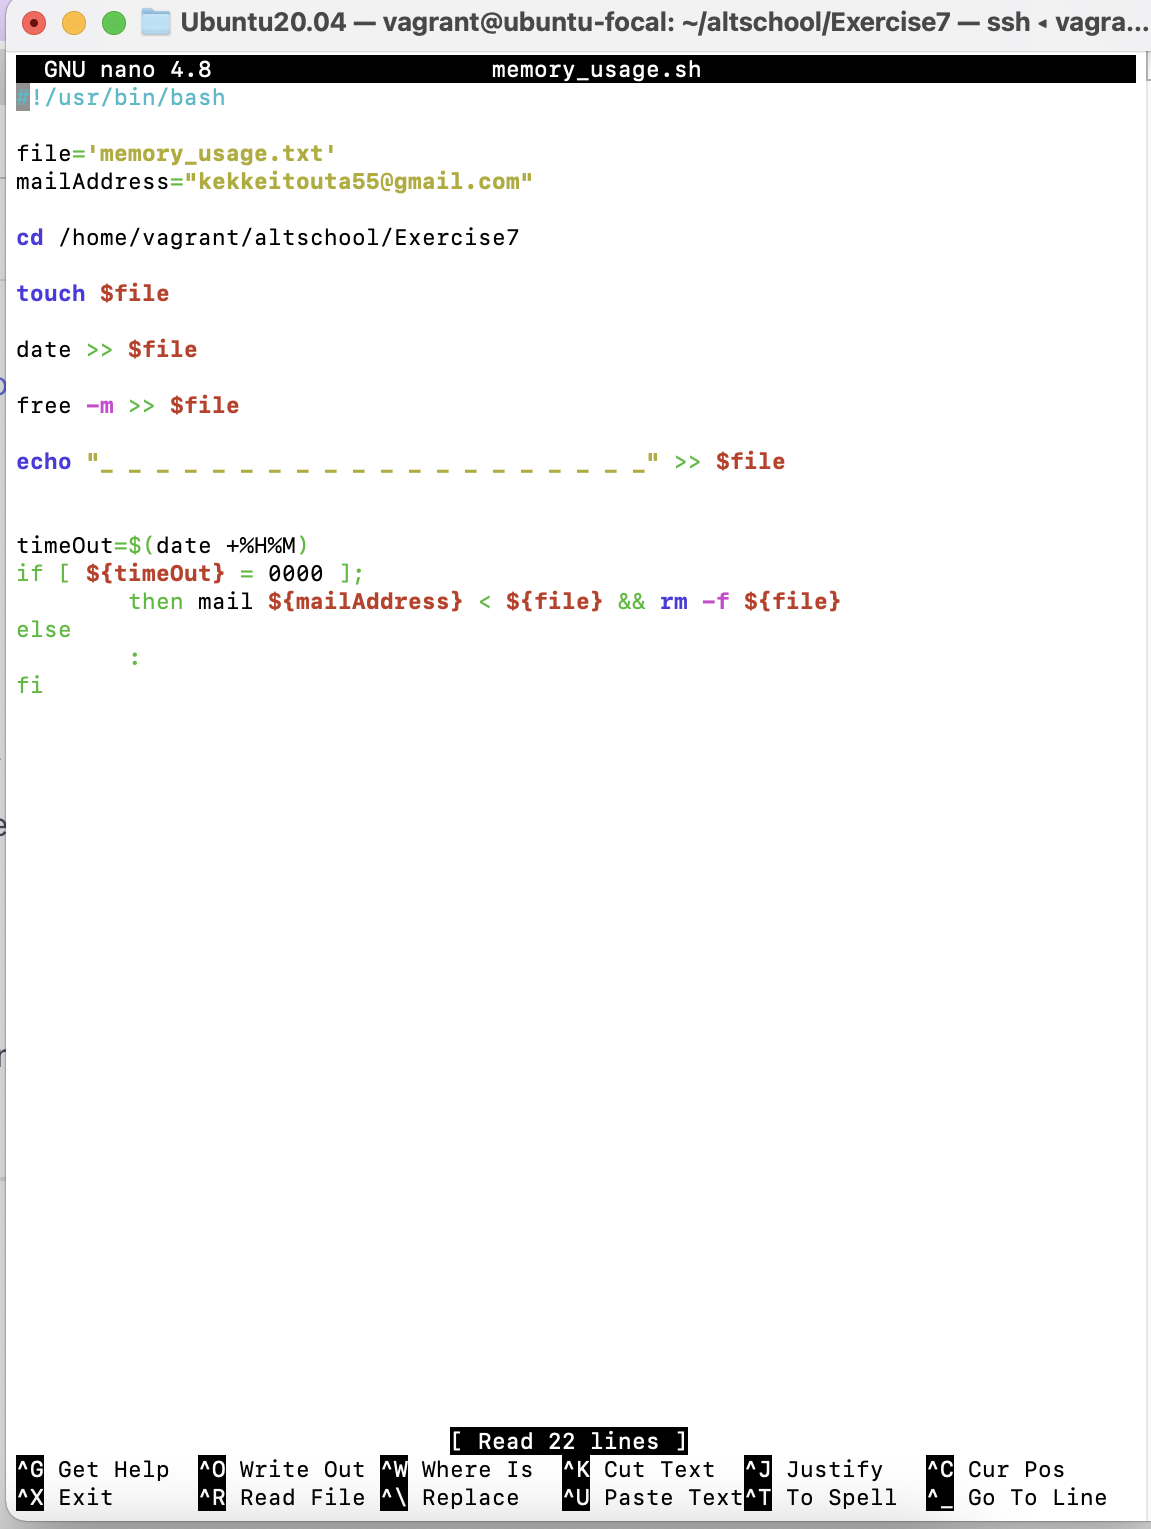 Ubuntu20.04 — vagrant@ubuntu-focal: ~/altschool/Exercise7 — ssh ◂ vagra...
GNU nano 4.8 memory_usage.sh
#!/usr/bin/bash
file='memory_usage.txt'
mailAddress="kekkeitouta55@gmail.com"
cd /home/vagrant/altschool/Exercise7
touch $file
date >> $file
free -m >> $file
echo "_ _ _ _ _ _ _ _ _ _ _ _ _ _ _ _ _ _ _ _" >> $file
timeOut=$(date +%H%M)
if [ ${timeOut} = 0000 ];
then mail ${mailAddress} < ${file} && rm -f ${file}
else
:
fi
[ Read 22 lines ]
^G Get Help ^O Write Out ^W Where Is ^K Cut Text ^J Justify ^C Cur Pos
^X Exit ^R Read File ^\ Replace ^U Paste Text ^T To Spell ^_ Go To Line